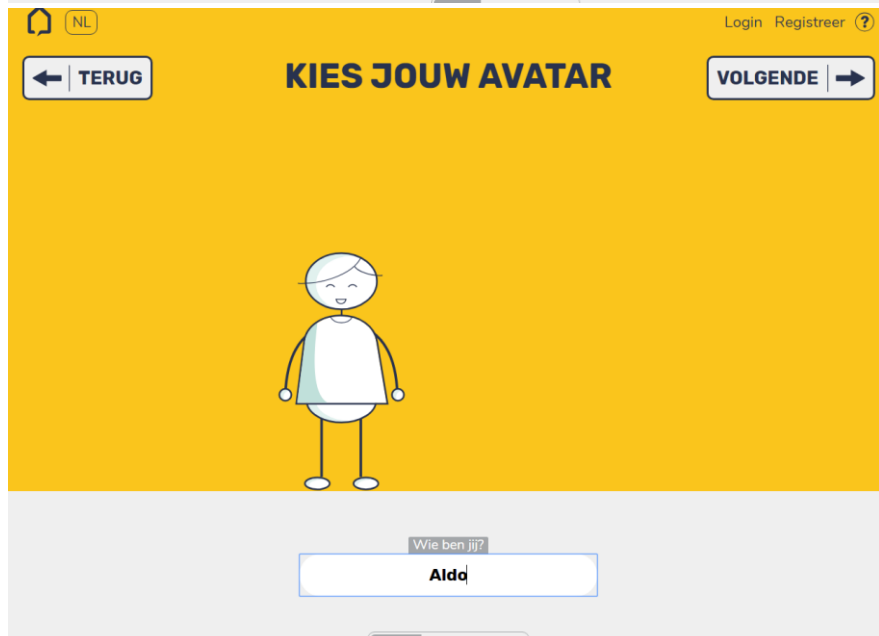 NL
Login Registreer ?
TERUG
KIES JOUW AVATAR
VOLGENDE
Wie ben jij?
Aldo